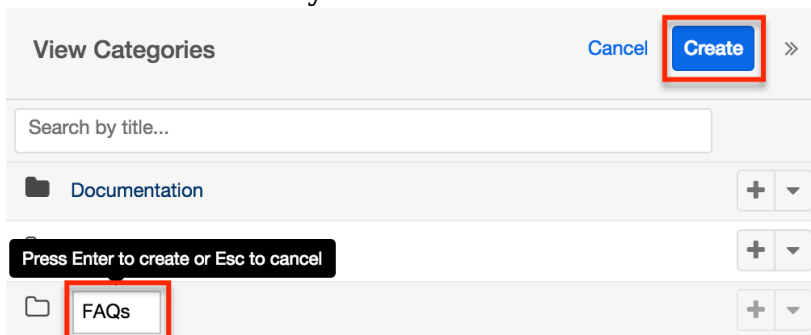 View Categories Cancel Create »
Search by title...
Documentation
Press Enter to create or Esc to cancel
FAQs